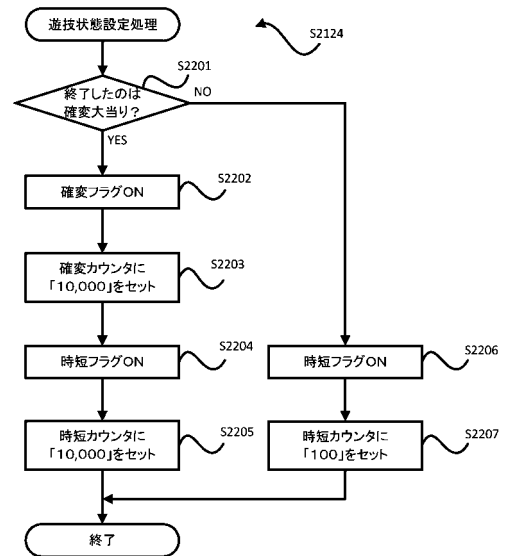 遊技状態設定処理
S2124
S2201
終了したのは
確変大当り?
NO
YES
確変フラグON
S2202
確変カウンタに
「10,000」をセット
S2203
時短フラグON
S2204
時短フラグON
S2206
時短カウンタに
「10,000」をセット
S2205
時短カウンタに
「100」をセット
S2207
終了